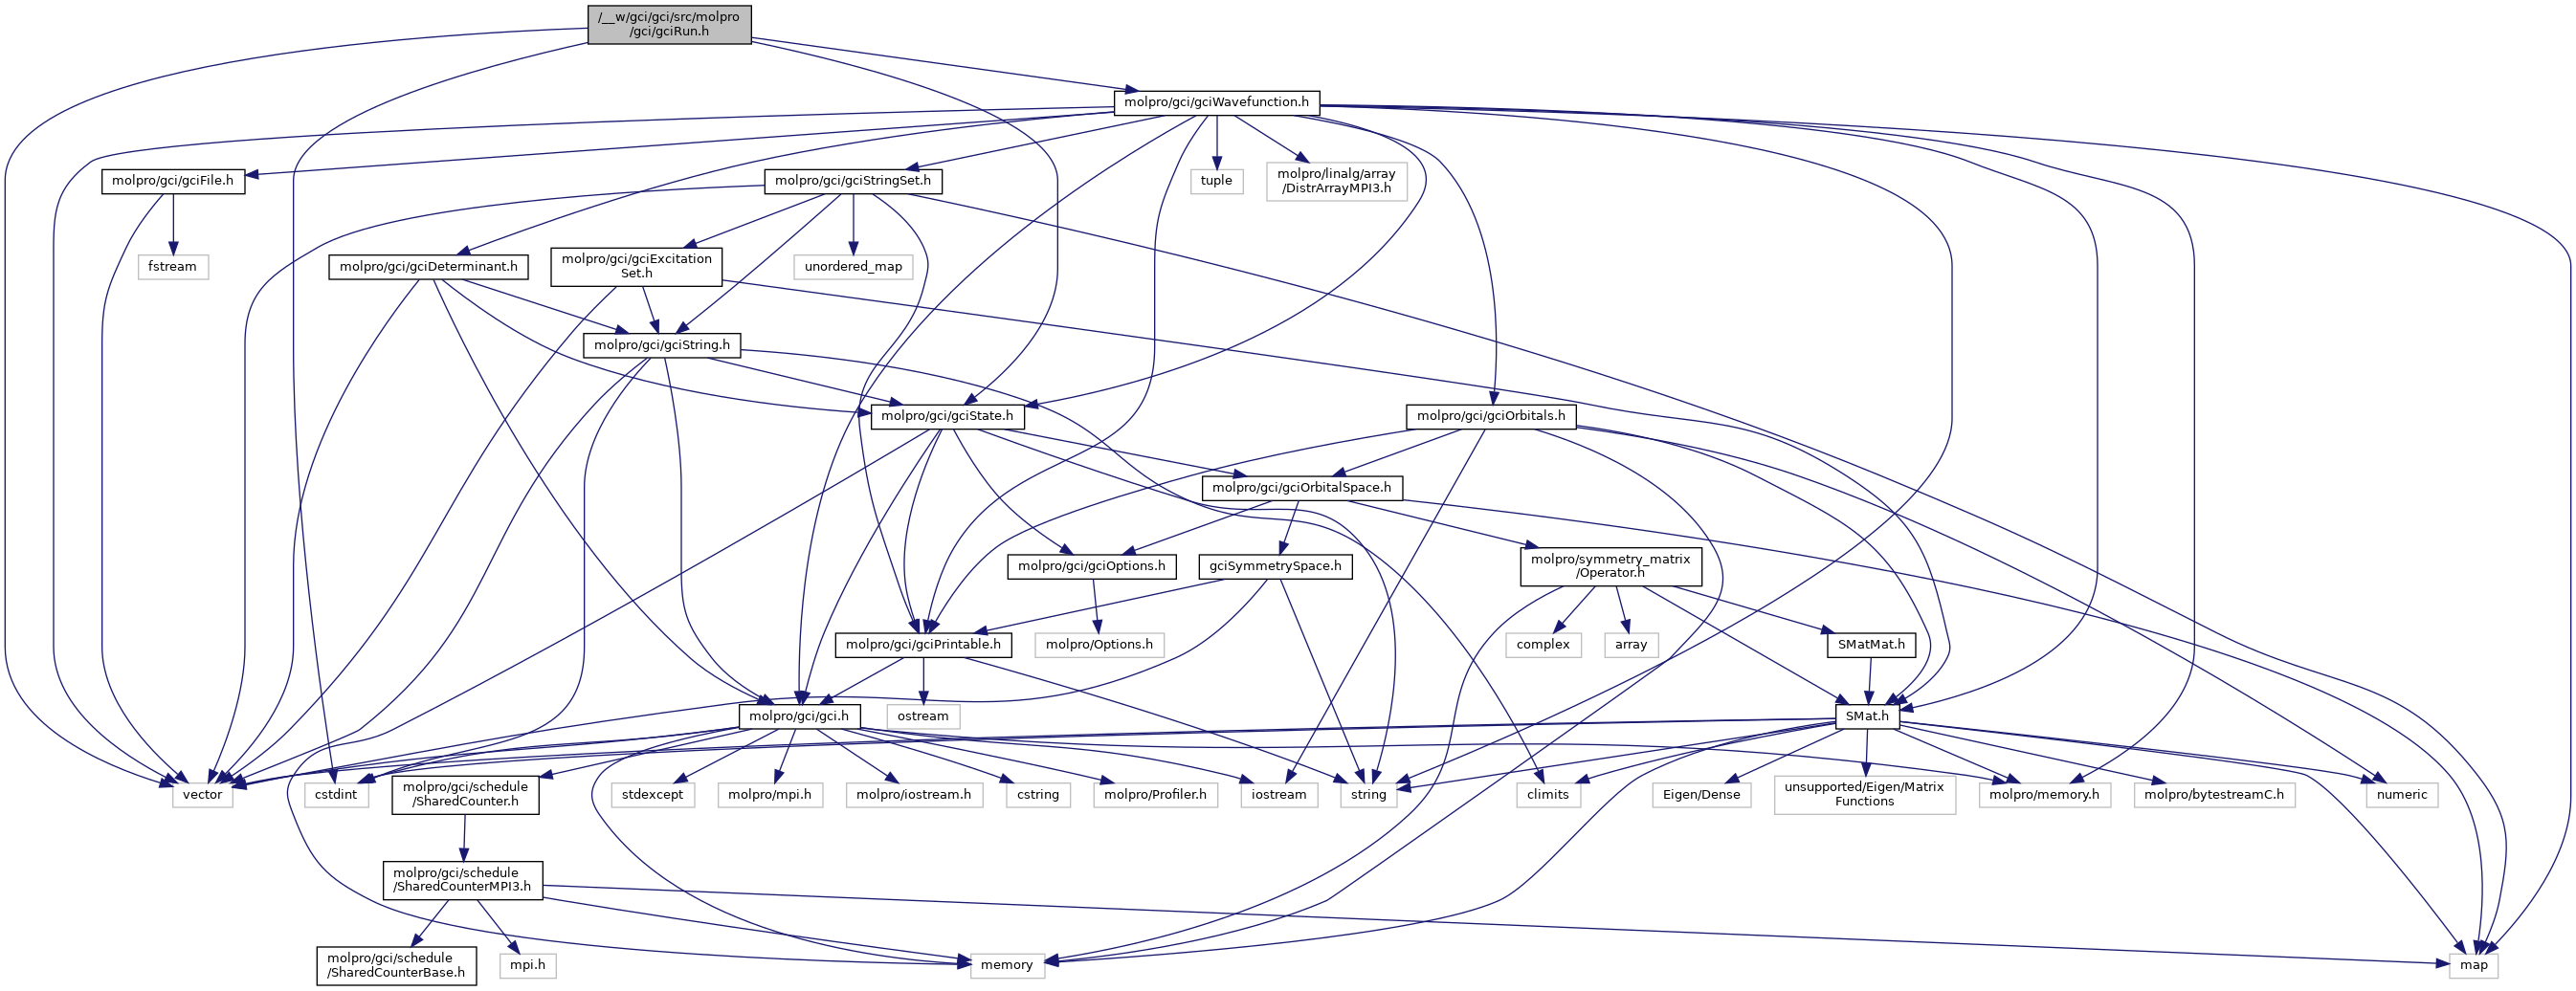 /__w/gci/gci/src/molpro
/gci/gciRun.h
molpro/gci/gciWavefunction.h
molpro/gci/gciFile.h
molpro/gci/gciStringSet.h
tuple
molpro/linalg/array
/DistrArrayMPI3.h
fstream
molpro/gci/gciDeterminant.h
molpro/gci/gciExcitation
Set.h
unordered_map
molpro/gci/gciString.h
molpro/gci/gciState.h
molpro/gci/gciOrbitals.h
molpro/gci/gciOrbitalSpace.h
molpro/gci/gciOptions.h
gciSymmetrySpace.h
molpro/symmetry_matrix
/Operator.h
molpro/gci/gciPrintable.h
molpro/Options.h
complex
array
SMatMat.h
molpro/gci/gci.h
ostream
SMat.h
vector
cstdint
molpro/gci/schedule
/SharedCounter.h
stdexcept
molpro/mpi.h
molpro/iostream.h
cstring
molpro/Profiler.h
iostream
string
climits
Eigen/Dense
unsupported/Eigen/Matrix
Functions
molpro/memory.h
molpro/bytestreamC.h
numeric
molpro/gci/schedule
/SharedCounterMPI3.h
molpro/gci/schedule
/SharedCounterBase.h
mpi.h
memory
map